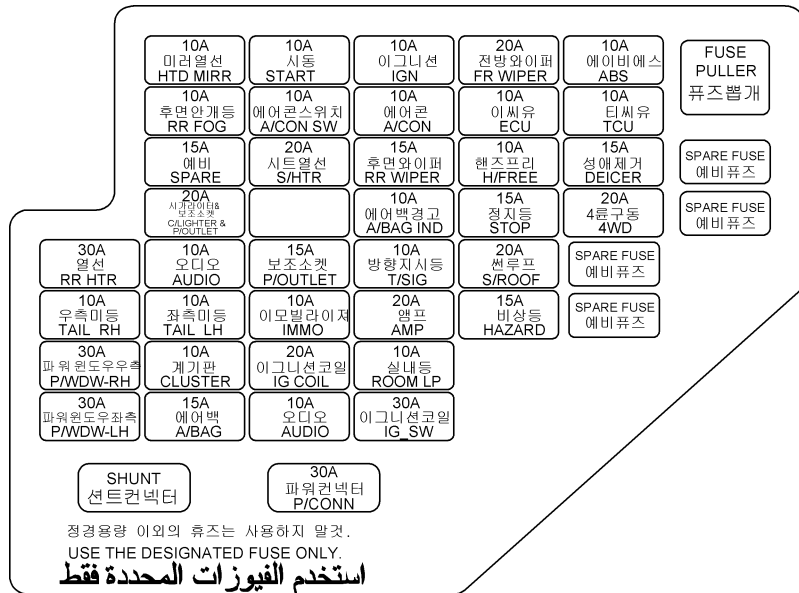 10A
미러열선
HTD MIRR
10A
시동
START
10A
이그니션
IGN
20A
전방와이퍼
FR WIPER
10A
에이비에스
ABS
FUSE
PULLER
퓨즈뽑개
10A
후면안개등
RR FOG
10A
에어콘스위치
A/CON SW
10A
에어콘
A/CON
10A
이씨유
ECU
10A
티씨유
TCU
15A
예비
SPARE
20A
시트열선
S/HTR
15A
후면와이퍼
RR WIPER
10A
핸즈프리
H/FREE
15A
성애제거
DEICER
SPARE FUSE
예비퓨즈
20A
시가라이터&
보조소켓
C/LIGHTER &
P/OUTLET
10A
에어백경고
A/BAG IND
15A
정지등
STOP
20A
4륜구동
4WD
SPARE FUSE
예비퓨즈
30A
열선
RR HTR
10A
오디오
AUDIO
15A
보조소켓
P/OUTLET
10A
방향지시등
T/SIG
20A
썬루프
S/ROOF
SPARE FUSE
예비퓨즈
10A
우측미등
TAIL RH
10A
좌측미등
TAIL LH
10A
이모빌라이져
IMMO
20A
앰프
AMP
15A
비상등
HAZARD
SPARE FUSE
예비퓨즈
30A
파워윈도우우측
P/WDW-RH
10A
계기판
CLUSTER
20A
이그니션코일
IG COIL
10A
실내등
ROOM LP
30A
파워윈도우좌측
P/WDW-LH
15A
에어백
A/BAG
10A
오디오
AUDIO
30A
이그니션코일
IG_SW
SHUNT
션트컨넥터
30A
파워컨넥터
P/CONN
정경용량 이외의 휴즈는 사용하지 말것.
USE THE DESIGNATED FUSE ONLY.
استخدم الفيوزات المحددة فقط